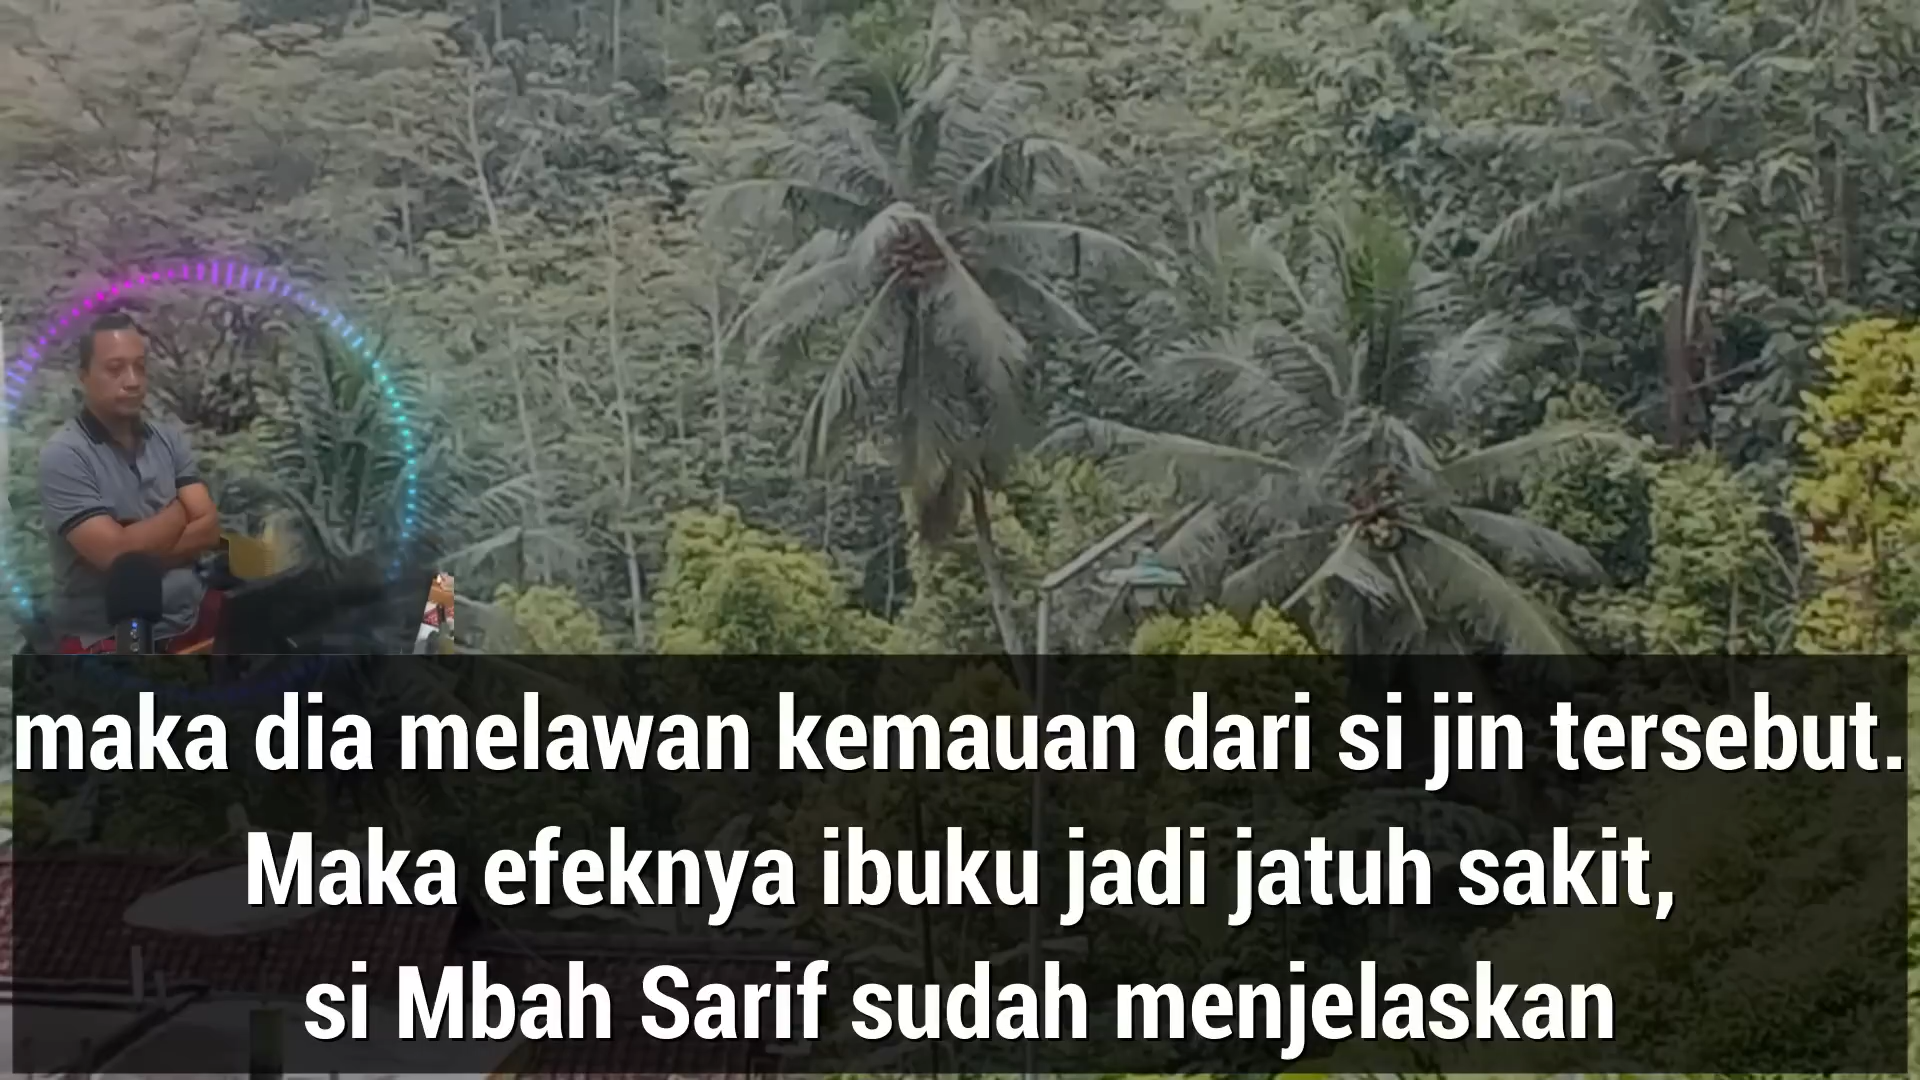 maka dia melawan kemauan dari si jin tersebut.
Maka efeknya ibuku jadi jatuh sakit,
si Mbah Sarif sudah menjelaskan